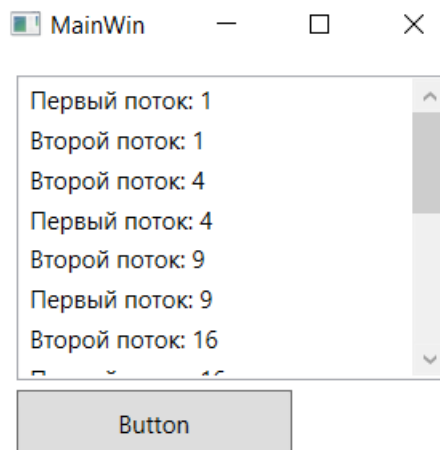 MainWin
Первый поток: 1
Второй поток: 1
Второй поток: 4
Первый поток: 4
Второй поток: 9
Первый поток: 9
Второй поток: 16
Button